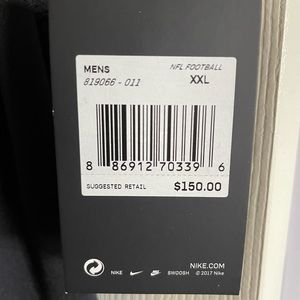 MENS NFL FOOTBALL
819066 - 011 XXL
8 86912 70339 6
SUGGESTED RETAIL $150.00
NIKE.COM
NIKE SWOOSH © 2017 Nike